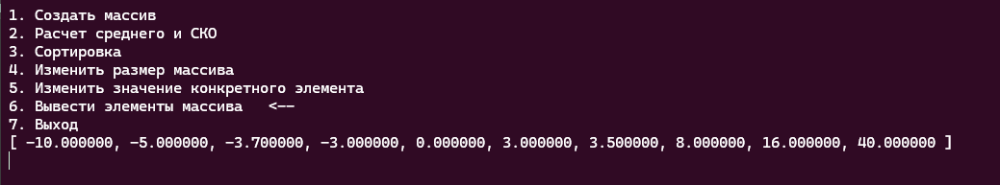 1. Создать массив
2. Расчет среднего и СКО
3. Сортировка
4. Изменить размер массива
5. Изменить значение конкретного элемента
6. Вывести элементы массива   <--
7. Выход
[ -10.000000, -5.000000, -3.700000, -3.000000, 0.000000, 3.000000, 3.500000, 8.000000, 16.000000, 40.000000 ]